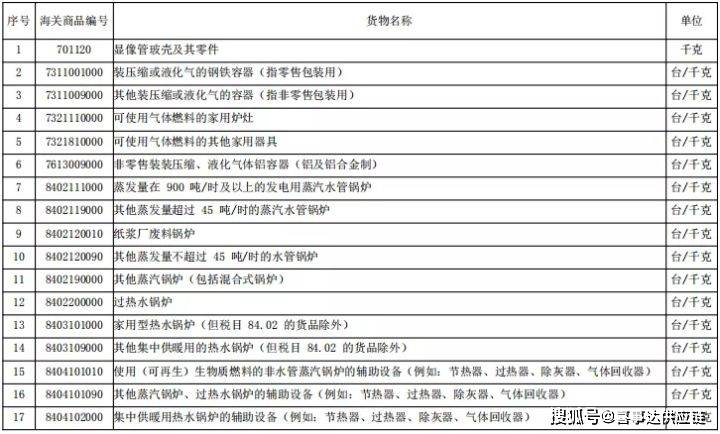 序号 海关商品编号 货物名称 单位
1 701120 显像管玻壳及其零件 千克
2 7311001000 装压缩或液化气的钢铁容器（指零售包装用） 台/千克
3 7311009000 其他装压缩或液化气的容器（指非零售包装用） 台/千克
4 7321110000 可使用气体燃料的家用炉灶 台/千克
5 7321810000 可使用气体燃料的其他家用器具 台/千克
6 7613009000 非零售装装压缩、液化气体铝容器（铝及铝合金制） 台/千克
7 8402111000 蒸发量在 900 吨/时及以上的发电用蒸汽水管锅炉 台/千克
8 8402119000 其他蒸发量超过 45 吨/时的蒸汽水管锅炉 台/千克
9 8402120010 纸浆厂废料锅炉 台/千克
10 8402120090 其他蒸发量不超过 45 吨/时的水管锅炉 台/千克
11 8402190000 其他蒸汽锅炉（包括混合式锅炉） 台/千克
12 8402200000 过热水锅炉 台/千克
13 8403101000 家用型热水锅炉（但税目 84.02 的货品除外） 台/千克
14 8403109000 其他集中供暖用的热水锅炉（但税目 84.02 的货品除外） 台/千克
15 8404101010 使用（可再生）生物质燃料的非水管蒸汽锅炉的辅助设备（例如：节热器、过热器、除灰器、气体回收器） 台/千克
16 8404101090 其他蒸汽锅炉、过热水锅炉的辅助设备（例如：节热器、过热器、除灰器、气体回收器） 台/千克
17 8404102000 集中供暖用热水锅炉的辅助设备（例如：节热器、过热器、除灰器、气体回收器） 台/千克
搜狐号@喜事达供应链